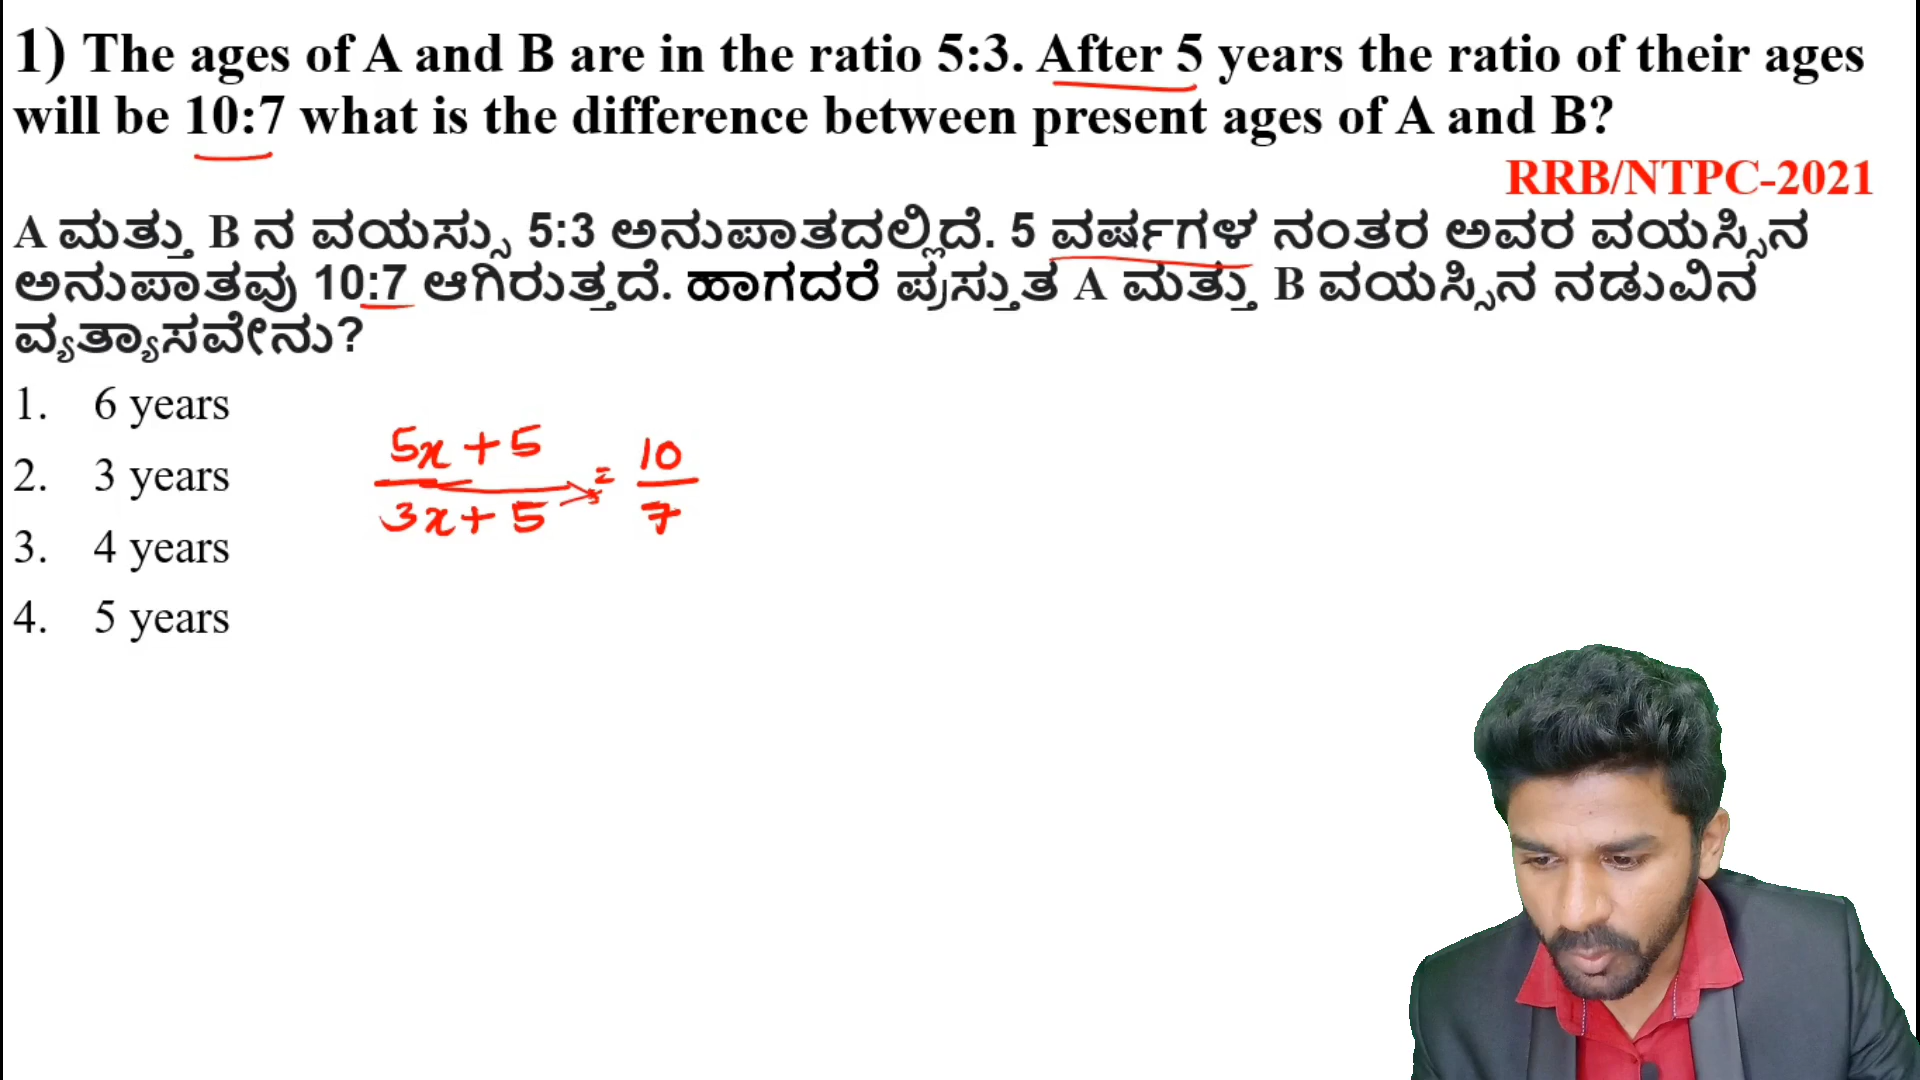 1) The ages of A and B are in the ratio 5:3. After 5 years the ratio of their ages
will be 10:7 what is the difference between present ages of A and B?
RRB/NTPC-2021
A ಮತ್ತು B ನ ವಯಸ್ಸು 5:3 ಅನುಪಾತದಲ್ಲಿದೆ. 5 ವರ್ಷಗಳ ನಂತರ ಅವರ ವಯಸ್ಸಿನ
ಅನುಪಾತವು 10:7 ಆಗಿರುತ್ತದೆ. ಹಾಗದರೆ ಪ್ರಸ್ತುತ A ಮತ್ತು B ವಯಸ್ಸಿನ ನಡುವಿನ
ವ್ಯತ್ಯಾಸವೇನು?
1. 6 years
2. 3 years
3. 4 years
4. 5 years
5x + 5
= 10
3x + 5
7